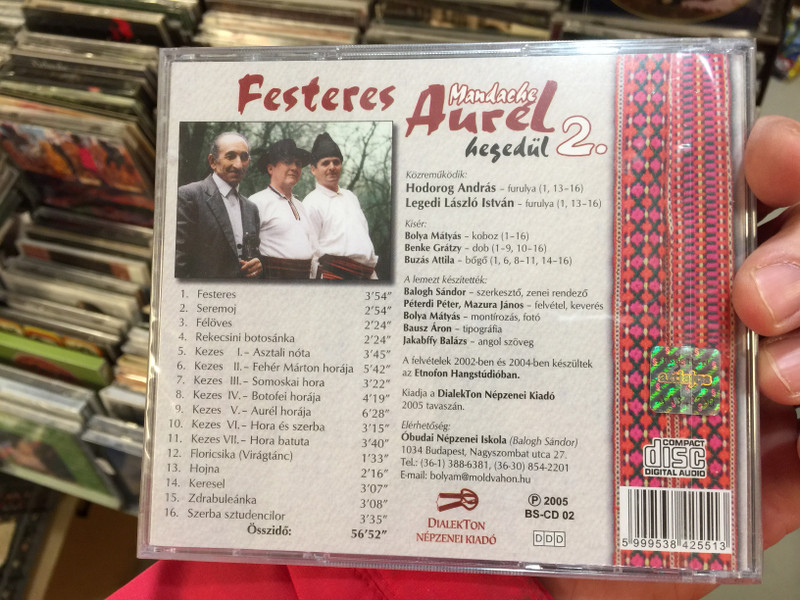 Festeres Mandache
Aurel
hegedül 2.
Közreműködik:
Hodorog András – furulya (1, 13–16)
Legedi László István – furulya (1, 13–16)
Kísér:
Bolya Mátyás – koboz (1–16)
Benke Grátzy – dob (1–9, 10–16)
Buzás Attila – bőgő (1, 6, 8–11, 14–16)
A lemezt készítették:
Balogh Sándor – szerkesztő, zenei rendező
Péterdi Péter, Mazura János – felvétel, keverés
Bolya Mátyás – montírozás, fotó
Bausz Áron – tipográfia
Jakabffy Balázs – angol szöveg
A felvételek 2002-ben és 2004-ben készültek
az Etnofon Hangstúdióban.
Kiadja a DialekTon Népzenei Kiadó
2005 tavaszán.
Elérhetőség:
Óbudai Népzenei Iskola (Balogh Sándor)
1034 Budapest, Nagyszombat utca 27.
Tel.: (36-1) 388-6381, (36-30) 854-2201
E-mail: bolyam@moldvahon.hu
1. Festeres 3'54"
2. Seremoj 2'54"
3. Félöves 2'24"
4. Rekecsini botosánka 2'24"
5. Kezes I. – Asztali nóta 3'45"
6. Kezes II. – Fehér Márton horája 5'42"
7. Kezes III. – Somoskai hora 3'22"
8. Kezes IV. – Botofei horája 4'19"
9. Kezes V. – Aurél horája 6'28"
10. Kezes VI. – Hora és szerba 3'15"
11. Kezes VII. – Hora batuta 3'40"
12. Floricsika (Virágtánc) 1'33"
13. Hojna 2'16"
14. Keresel 3'07"
15. Zdrabuleánka 3'08"
16. Szerba sztudencilor 3'35"
Összidő: 56'52"
DIALEKTON
NÉPZENEI KIADÓ
Ⓟ 2005
BS-CD 02
DDD
COMPACT
disc
DIGITAL AUDIO
5 999538 425513